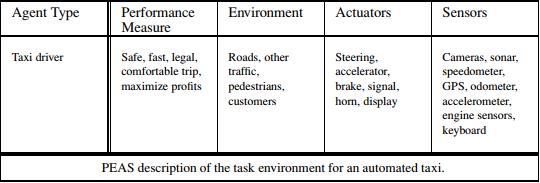 Agent Type
Performance
Measure
Environment
Actuators
Sensors
Taxi driver
Safe, fast, legal,
comfortable trip,
maximize profits
Roads, other
traffic,
pedestrians,
customers
Steering,
accelerator,
brake, signal,
horn, display
Cameras, sonar,
speedometer,
GPS, odometer,
accelerometer,
engine sensors,
keyboard
PEAS description of the task environment for an automated taxi.